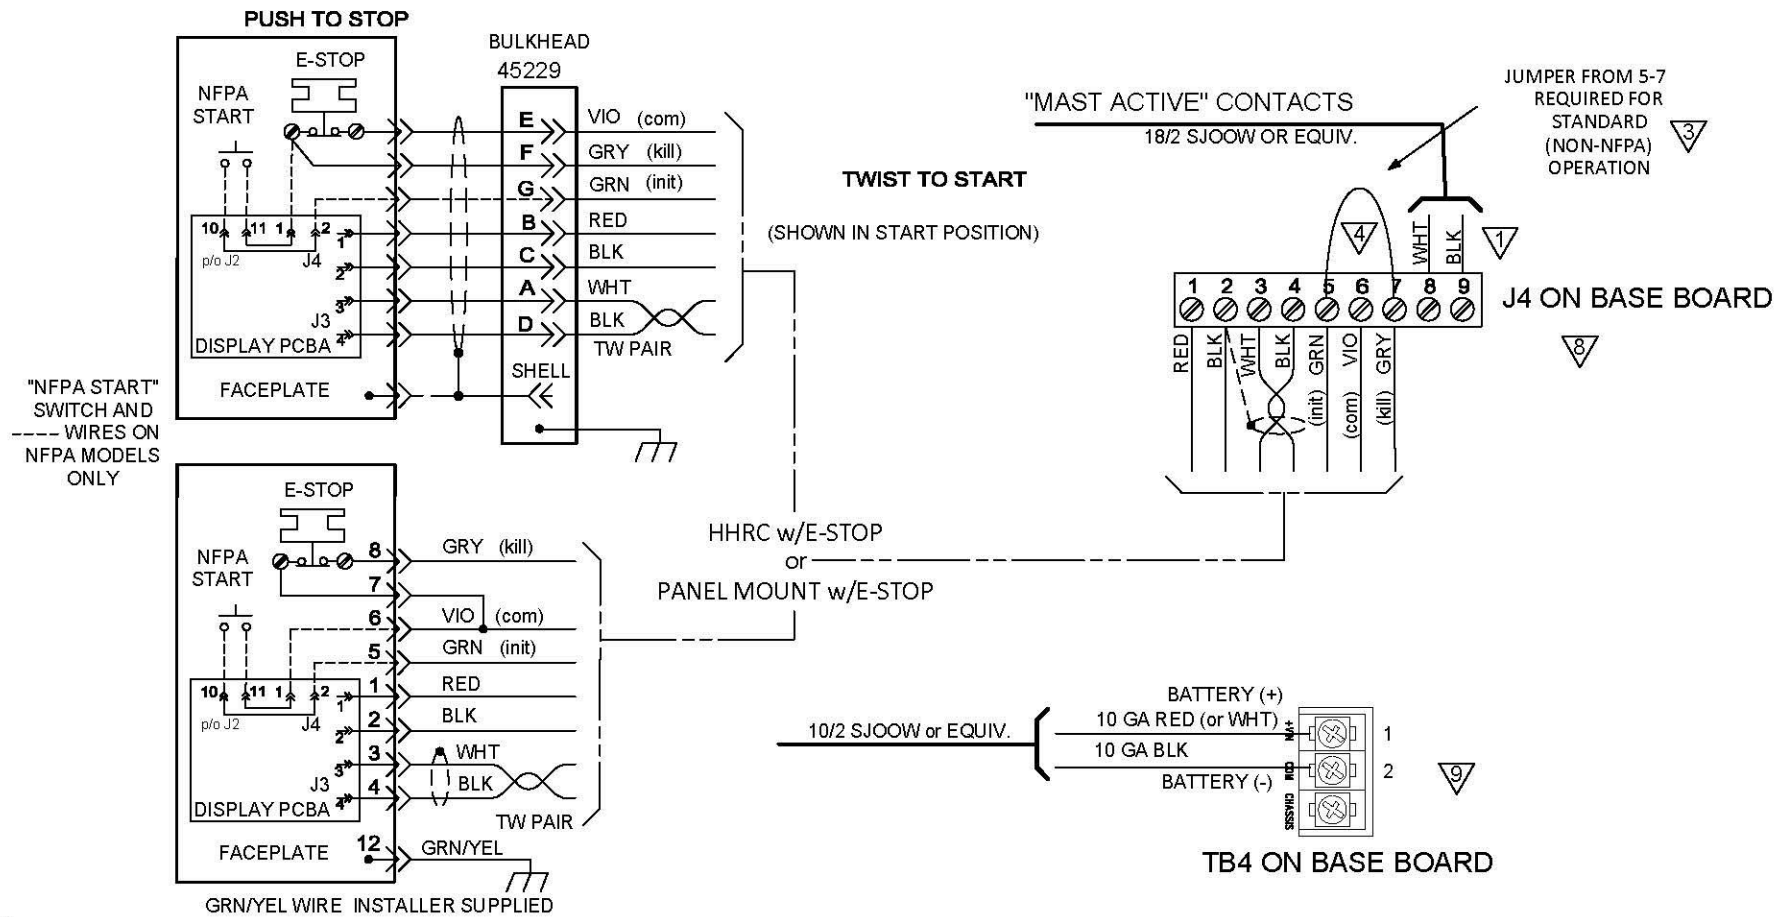 PUSH TO STOP
E-STOP
NFPA
START
10
11
1
2
p/o J2
J4
1
2
3
J3
4
DISPLAY PCBA
FACEPLATE
BULKHEAD
45229
E
VIO (com)
F
GRY (kill)
G
GRN (init)
B
RED
C
BLK
A
WHT
D
BLK
TW PAIR
SHELL
"NFPA START"
SWITCH AND
---- WIRES ON
NFPA MODELS
ONLY
TWIST TO START
(SHOWN IN START POSITION)
"MAST ACTIVE" CONTACTS
18/2 SJOOW OR EQUIV.
JUMPER FROM 5-7
REQUIRED FOR
STANDARD
(NON-NFPA)
OPERATION
3
4
WHT
BLK
1
1 2 3 4 5 6 7 8 9
J4 ON BASE BOARD
8
RED
BLK
WHT
BLK
(init) GRN
(com) VIO
(kill) GRY
E-STOP
NFPA
START
8
GRY (kill)
7
6
VIO (com)
5
GRN (init)
10
11
1
2
p/o J2
J4
1
1
RED
2
2
BLK
3
3
WHT
J3
4
4
BLK
DISPLAY PCBA
TW PAIR
FACEPLATE
12
GRN/YEL
GRN/YEL WIRE INSTALLER SUPPLIED
HHRC w/E-STOP
or
PANEL MOUNT w/E-STOP
10/2 SJOOW or EQUIV.
BATTERY (+)
10 GA RED (or WHT)
10 GA BLK
BATTERY (-)
+VIN
COM
CHASSIS
1
2
9
TB4 ON BASE BOARD